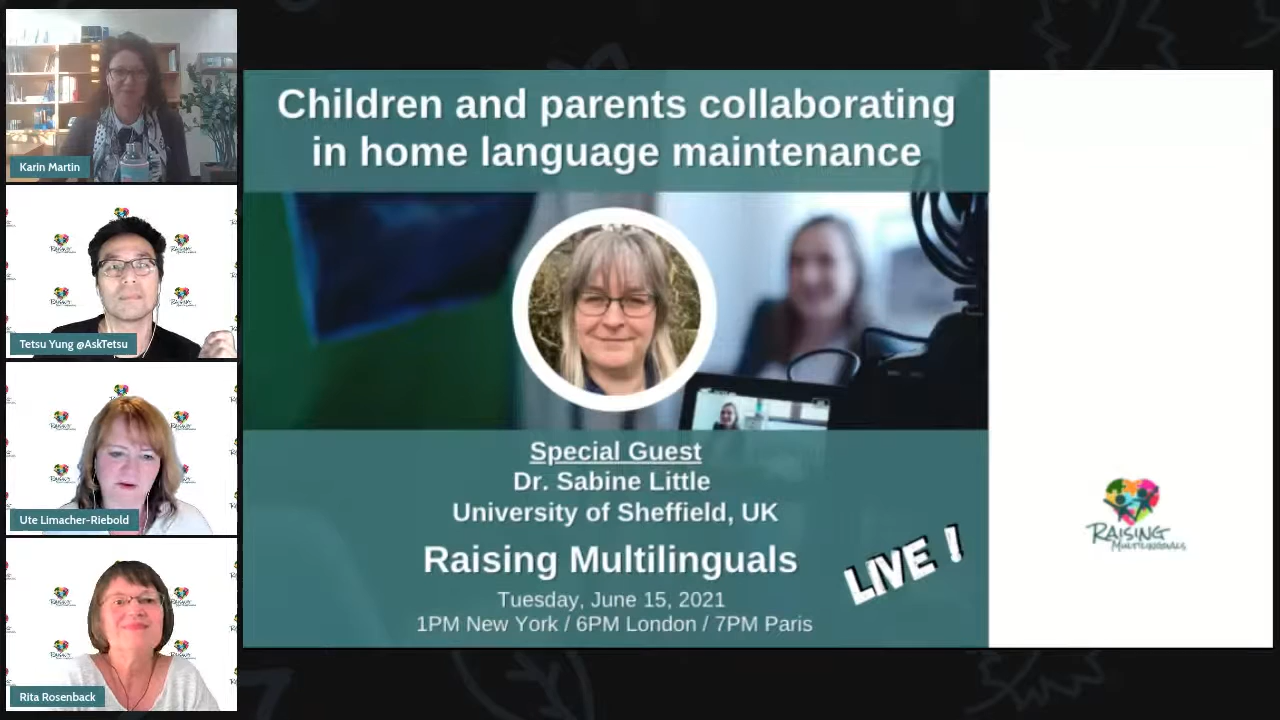 Karin Martin
Tetsu Yung @AskTetsu
Ute Limacher-Riebold
Rita Rosenback
Children and parents collaborating
in home language maintenance
Special Guest
Dr. Sabine Little
University of Sheffield, UK
Raising Multilinguals
LIVE !
Tuesday, June 15, 2021
1PM New York / 6PM London / 7PM Paris
RAISING
MULTILINGUALS